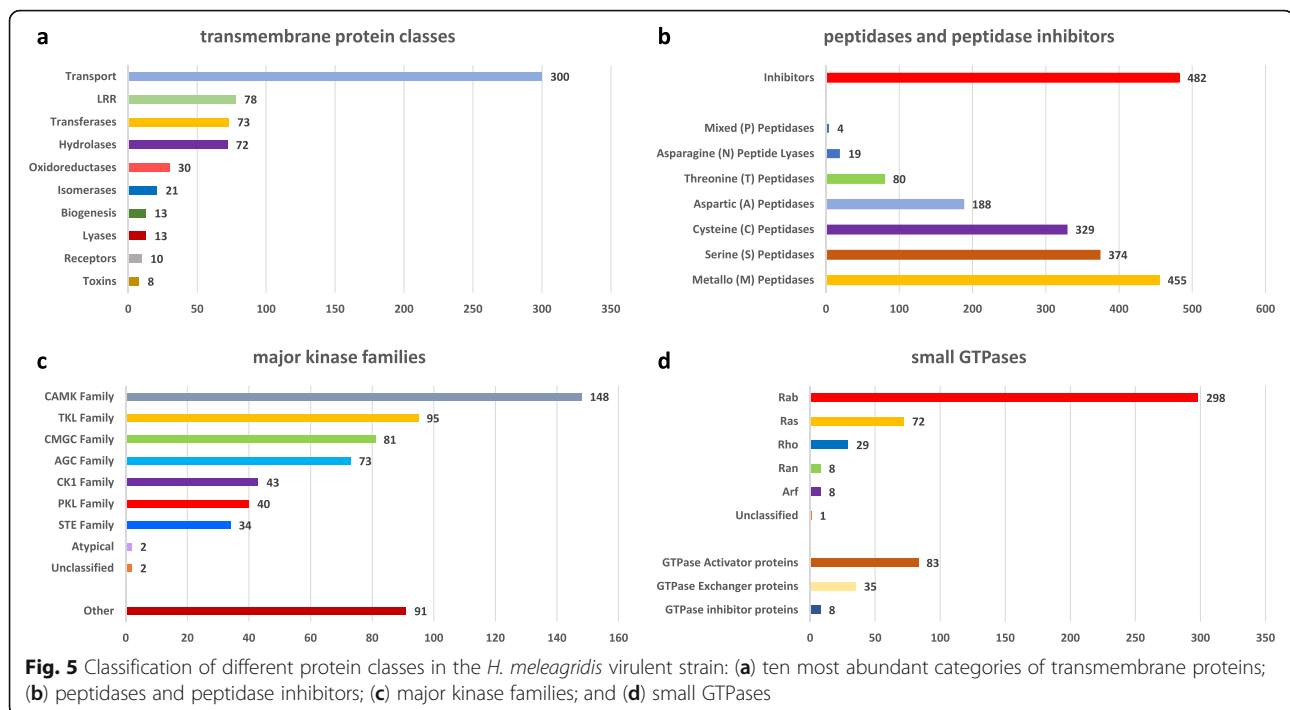 a transmembrane protein classes
Transport 300
LRR 78
Transferases 73
Hydrolases 72
Oxidoreductases 30
Isomerases 21
Biogenesis 13
Lyases 13
Receptors 10
Toxins 8
0 50 100 150 200 250 300 350
b peptidases and peptidase inhibitors
Inhibitors 482
Mixed (P) Peptidases 4
Asparagine (N) Peptide Lyases 19
Threonine (T) Peptidases 80
Aspartic (A) Peptidases 188
Cysteine (C) Peptidases 329
Serine (S) Peptidases 374
Metallo (M) Peptidases 455
0 100 200 300 400 500 600
c major kinase families
CAMK Family 148
TKL Family 95
CMGC Family 81
AGC Family 73
CK1 Family 43
PKL Family 40
STE Family 34
Atypical 2
Unclassified 2
Other 91
0 20 40 60 80 100 120 140 160
d small GTPases
Rab 298
Ras 72
Rho 29
Ran 8
Arf 8
Unclassified 1
GTPase Activator proteins 83
GTPase Exchanger proteins 35
GTPase inhibitor proteins 8
0 50 100 150 200 250 300 350
Fig. 5 Classification of different protein classes in the H. meleagridis virulent strain: (a) ten most abundant categories of transmembrane proteins;
(b) peptidases and peptidase inhibitors; (c) major kinase families; and (d) small GTPases